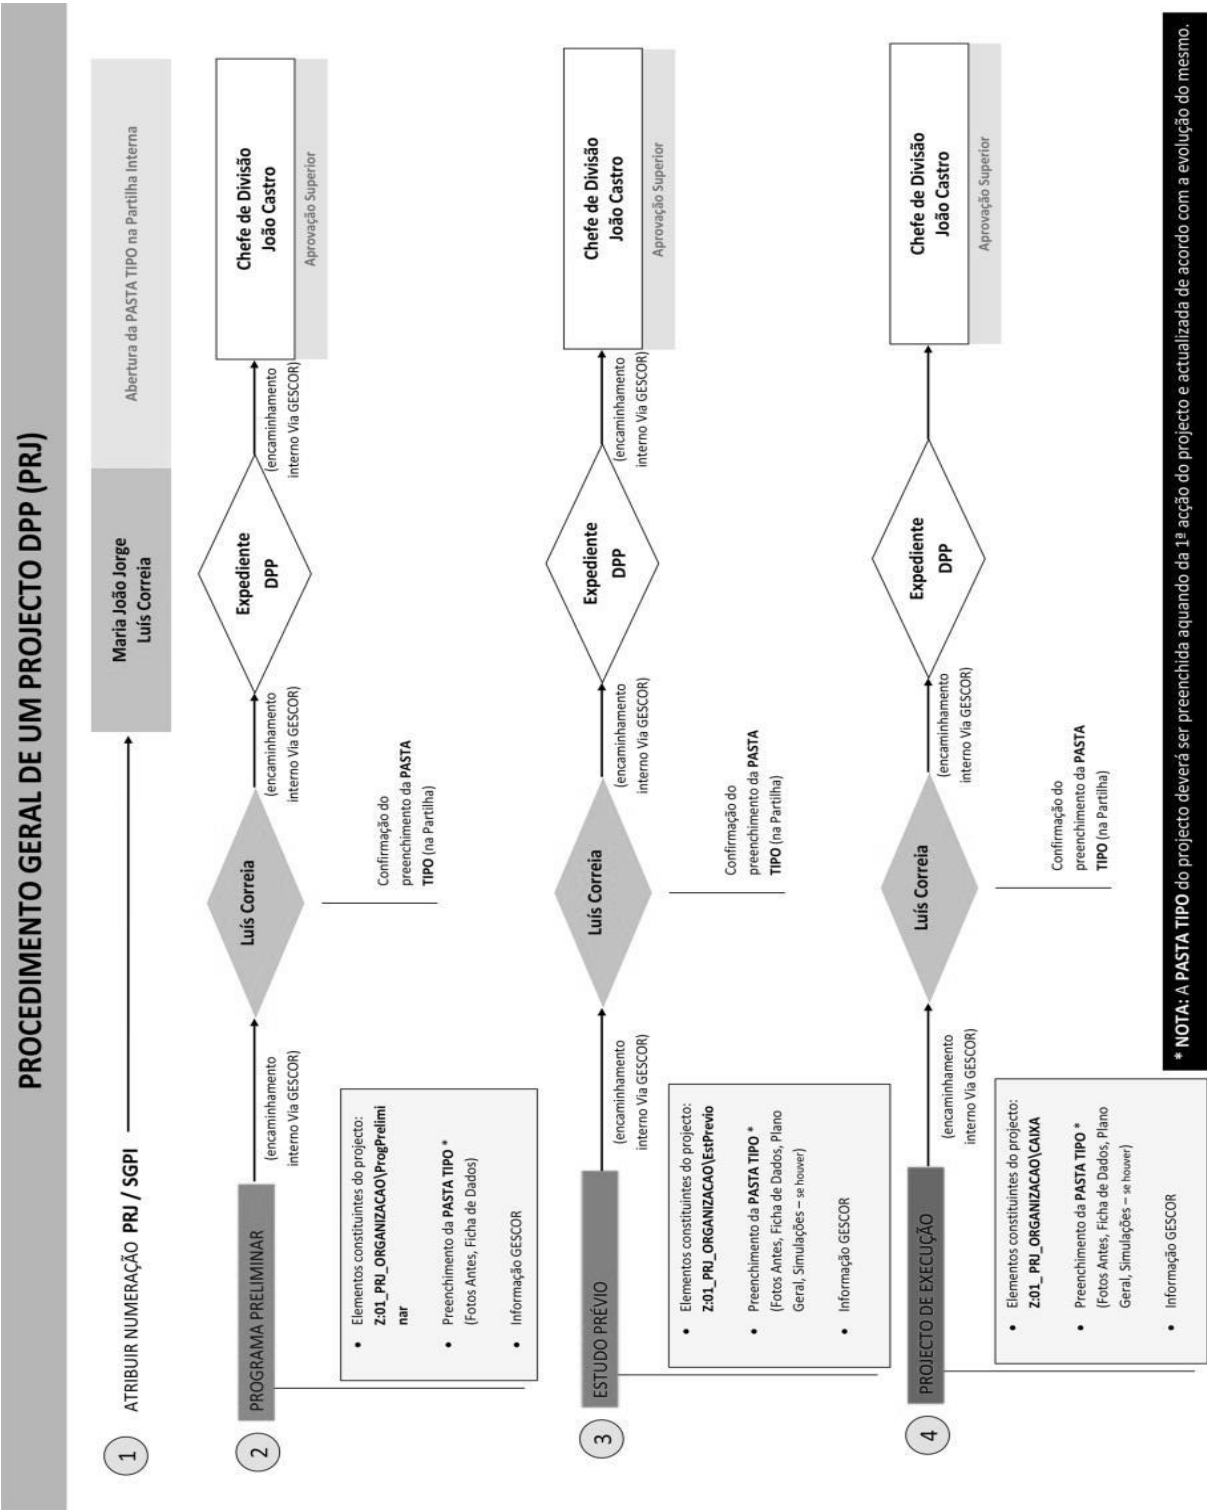 PROCEDIMENTO GERAL DE UM PROJECTO DPP (PRJ)
1
ATRIBUIR NUMERAÇÃO PRJ / SGPI
Maria João Jorge
Luís Correia
Abertura da PASTA TIPO na Partilha Interna
2
PROGRAMA PRELIMINAR
(encaminhamento
interno Via GESCOR)
Luís Correia
(encaminhamento
interno Via GESCOR)
Expediente
DPP
(encaminhamento
interno Via GESCOR)
Chefe de Divisão
João Castro
Aprovação Superior
• Elementos constituintes do projecto:
Z:01_PRJ_ORGANIZACAO\ProgPrelimi
nar
• Preenchimento da PASTA TIPO *
(Fotos Antes, Ficha de Dados)
• Informação GESCOR
Confirmação do
preenchimento da PASTA
TIPO (na Partilha)
3
ESTUDO PRÉVIO
(encaminhamento
interno Via GESCOR)
Luís Correia
(encaminhamento
interno Via GESCOR)
Expediente
DPP
(encaminhamento
interno Via GESCOR)
Chefe de Divisão
João Castro
Aprovação Superior
• Elementos constituintes do projecto:
Z:01_PRJ_ORGANIZACAO\EstPrevio
• Preenchimento da PASTA TIPO *
(Fotos Antes, Ficha de Dados, Plano
Geral, Simulações – se houver)
• Informação GESCOR
Confirmação do
preenchimento da PASTA
TIPO (na Partilha)
4
PROJECTO DE EXECUÇÃO
(encaminhamento
interno Via GESCOR)
Luís Correia
(encaminhamento
interno Via GESCOR)
Expediente
DPP
Chefe de Divisão
João Castro
Aprovação Superior
• Elementos constituintes do projecto:
Z:01_ PRJ_ORGANIZACAO\CAIXA
• Preenchimento da PASTA TIPO *
(Fotos Antes, Ficha de Dados, Plano
Geral, Simulações – se houver)
• Informação GESCOR
Confirmação do
preenchimento da PASTA
TIPO (na Partilha)
* NOTA: A PASTA TIPO do projecto deverá ser preenchida aquando da 1ª acção do projecto e actualizada de acordo com a evolução do mesmo.